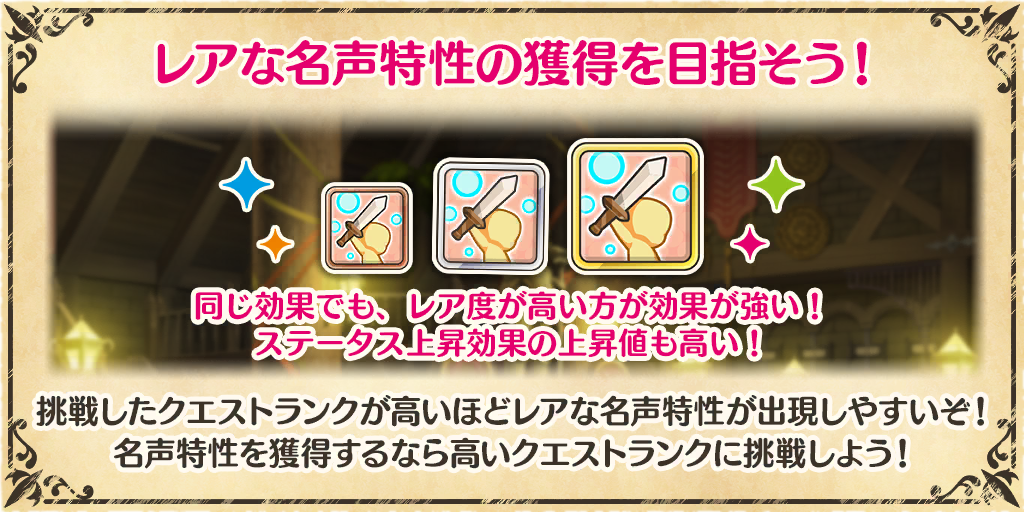 レアな名声特性の獲得を目指そう！
同じ効果でも、レア度が高い方が効果が強い！
ステータス上昇効果の上昇値も高い！
挑戦したクエストランクが高いほどレアな名声特性が出現しやすいぞ！
名声特性を獲得するなら高いクエストランクに挑戦しよう！